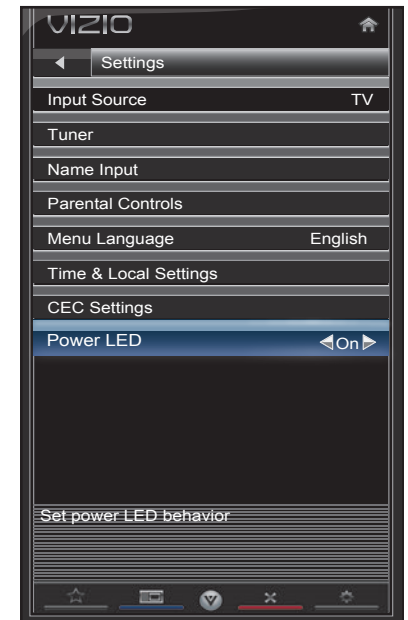 VIZIO
Settings
Input Source TV
Tuner
Name Input
Parental Controls
Menu Language English
Time & Local Settings
CEC Settings
Power LED On
Set power LED behavior